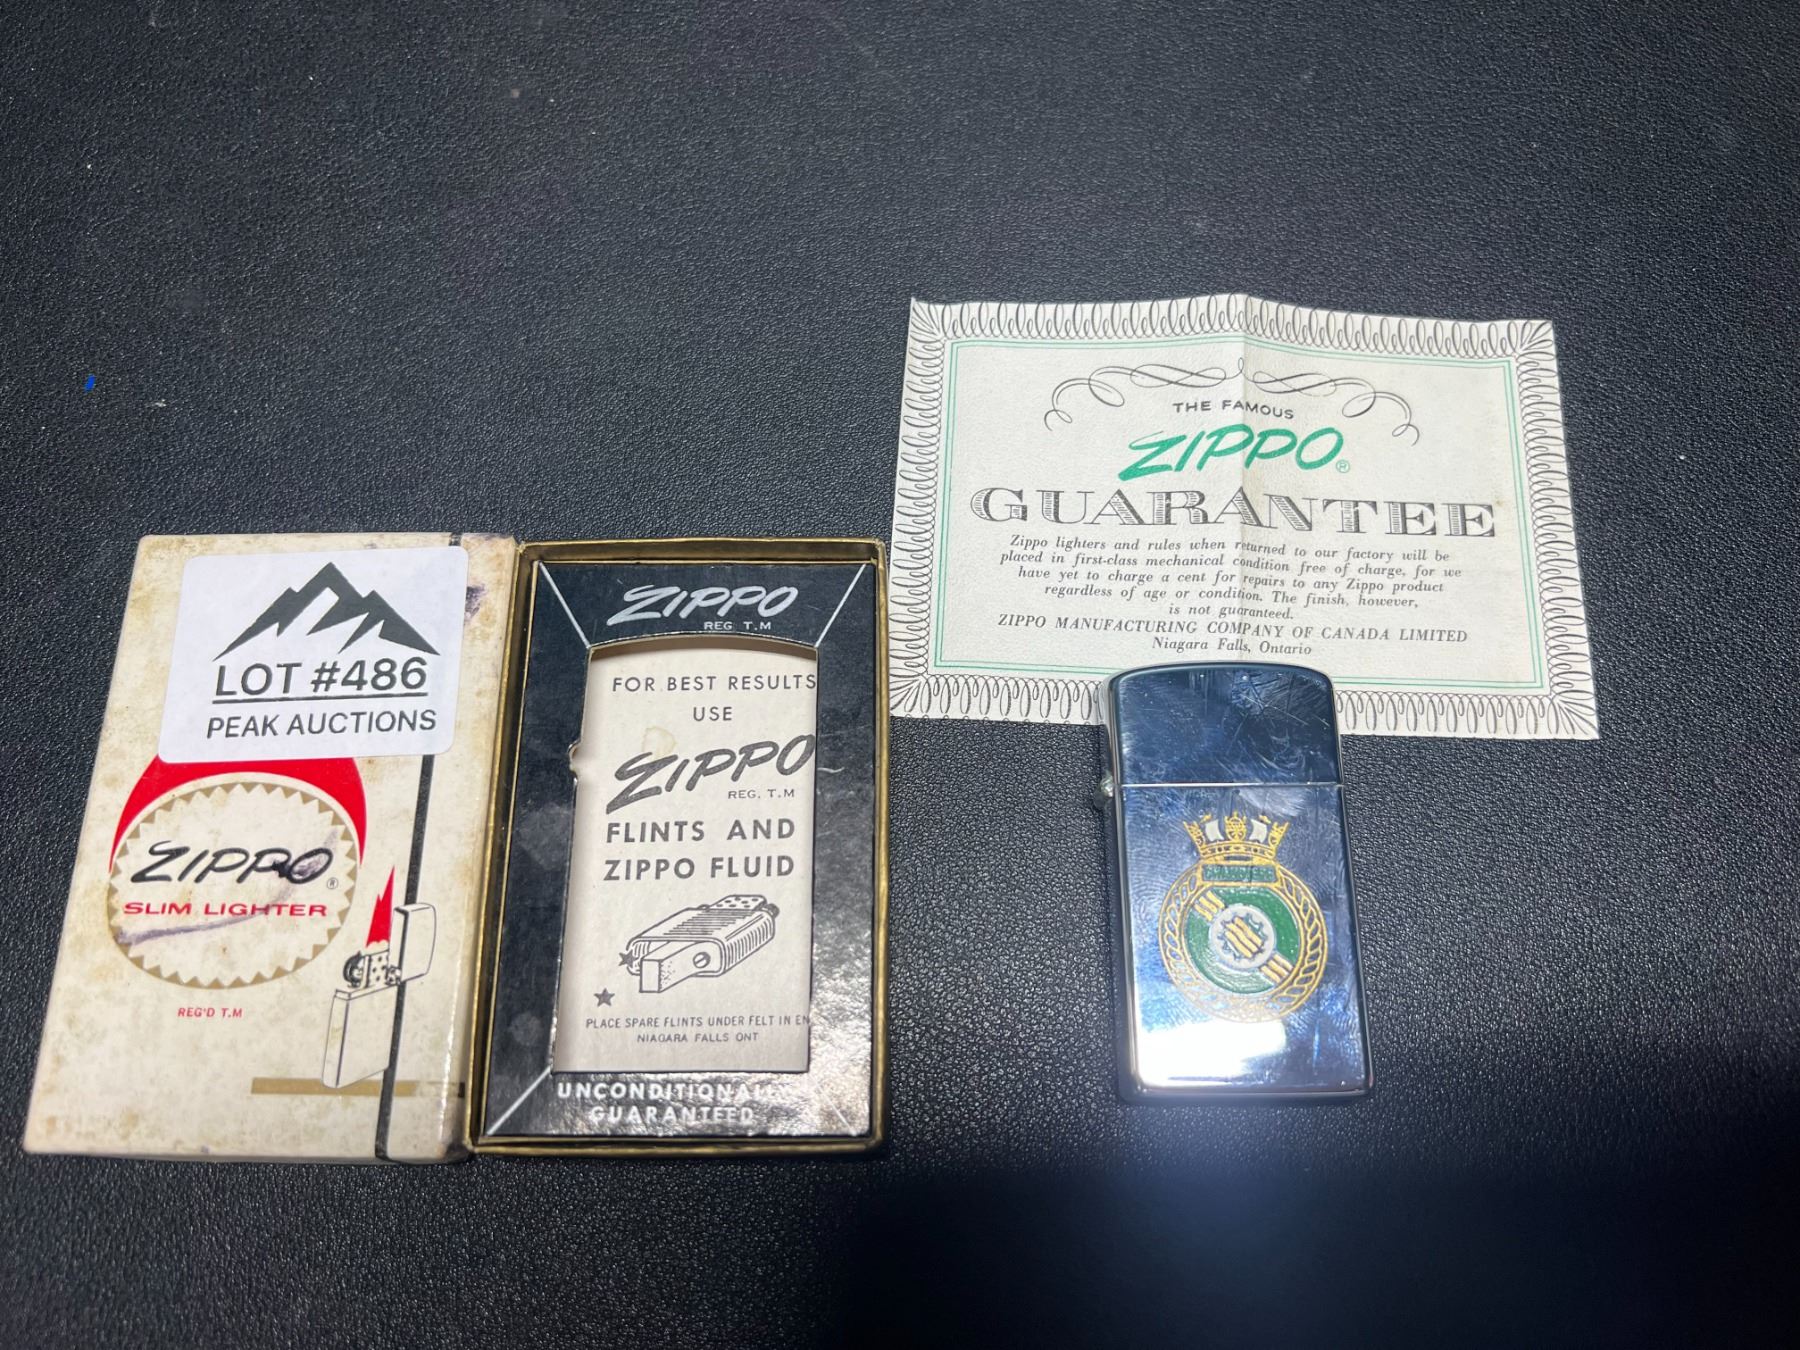 LOT #486
PEAK AUCTIONS
ZIPPO®
SLIM LIGHTER
REG'D T.M
ZIPPO
REG T.M
FOR BEST RESULTS
USE
ZIPPO
REG. T.M
FLINTS AND
ZIPPO FLUID
PLACE SPARE FLINTS UNDER FELT IN EN
NIAGARA FALLS ONT
UNCONDITIONALLY
GUARANTEED
THE FAMOUS
ZIPPO®
GUARANTEE
Zippo lighters and rules when returned to our factory will be
placed in first-class mechanical condition free of charge, for we
have yet to charge a cent for repairs to any Zippo product
regardless of age or condition. The finish, however,
is not guaranteed.
ZIPPO MANUFACTURING COMPANY OF CANADA LIMITED
Niagara Falls, Ontario